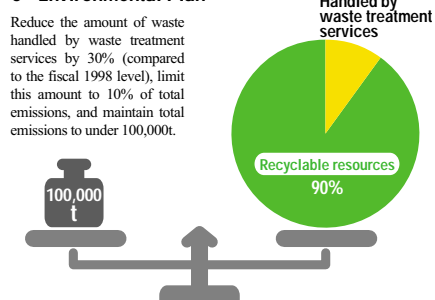 Reduce the amount of waste
handled by waste treatment
services by 30% (compared
to the fiscal 1998 level), limit
this amount to 10% of total
emissions, and maintain total
emissions to under 100,000t.
Handled by
waste treatment
services
Recyclable resources
90%
100,000
t